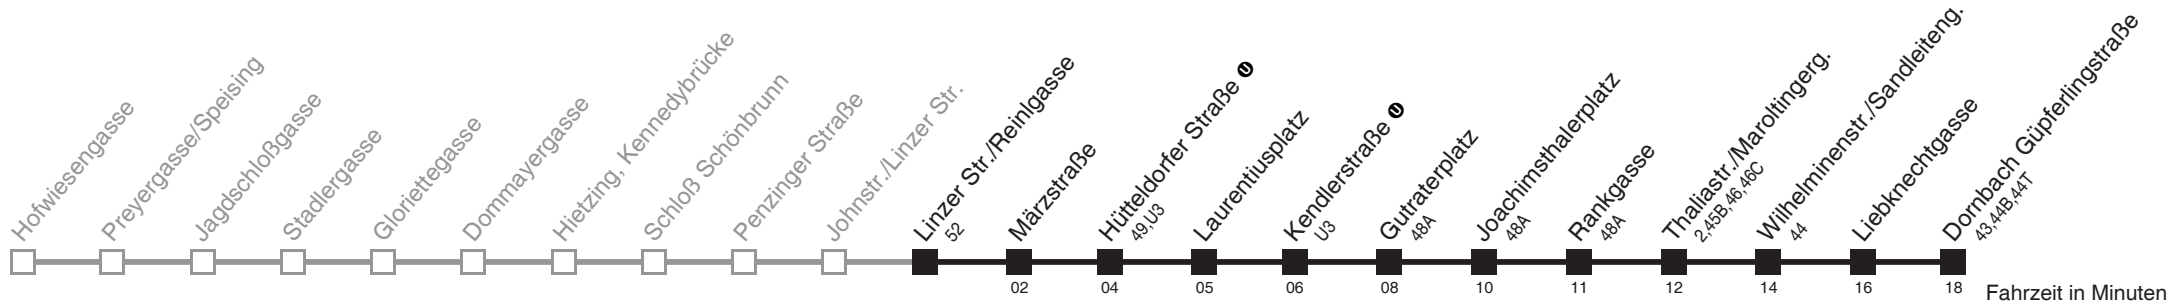 Hofwiesengasse
Preyergasse/Speising
Jagdschloßgasse
Stadlergasse
Gloriettegasse
Dommayergasse
Hietzing, Kennedybrücke
Schloß Schönbrunn
Penzinger Straße
Johnstr./Linzer Str.
Linzer Str./Reinlgasse
52
Märzstraße
Hütteldorfer Straße U
49,U3
Laurentiusplatz
Kendlerstraße U
U3
Gutraterplatz
48A
Joachimsthalerplatz
48A
Rankgasse
48A
Thaliastr./Maroltingerg.
2,45B,46,46C
Wilhelminenstr./Sandleiteng.
44
Liebknechtgasse
Dornbach Güpferlingstraße
43,44B,44T
02 04 05 06 08 10 11 12 14 16 18 Fahrzeit in Minuten